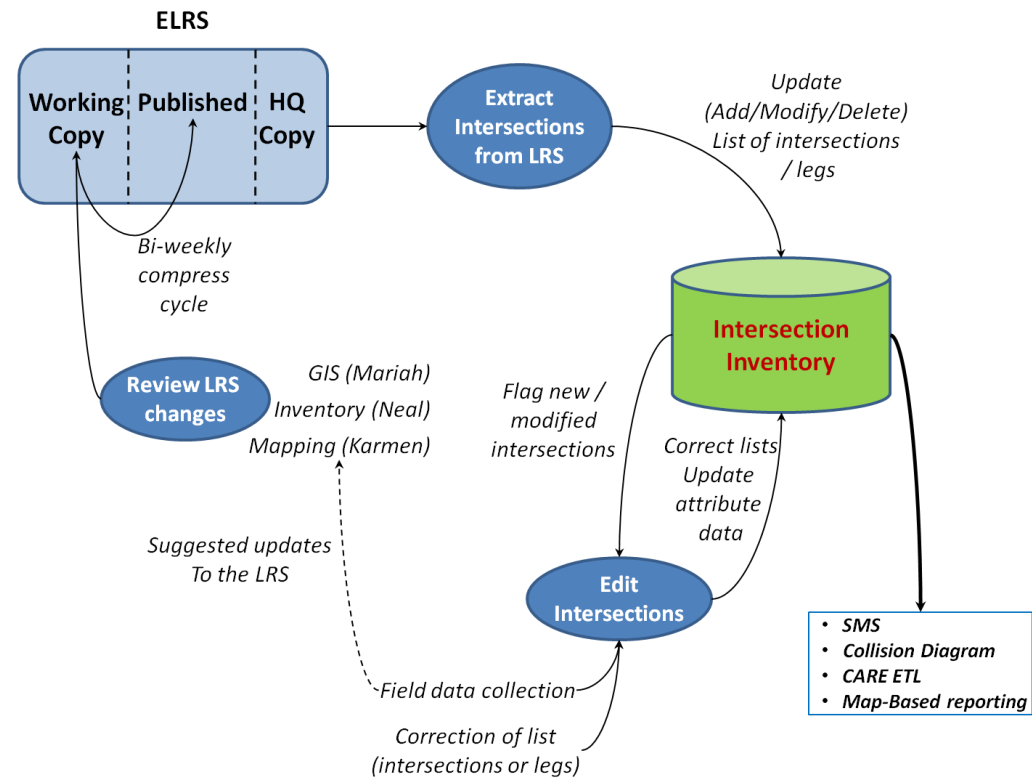 ELRS
Working
Copy
Published
HQ
Copy
Extract
Intersections
from LRS
Update
(Add/Modify/Delete)
List of intersections
/ legs
Bi-weekly
compress
cycle
Intersection
Inventory
Review LRS
changes
GIS (Mariah)
Inventory (Neal)
Mapping (Karmen)
Flag new /
modified
intersections
Correct lists
Update
attribute
data
Suggested updates
To the LRS
Edit
Intersections
• SMS
• Collision Diagram
• CARE ETL
• Map-Based reporting
Field data collection
Correction of list
(intersections or legs)